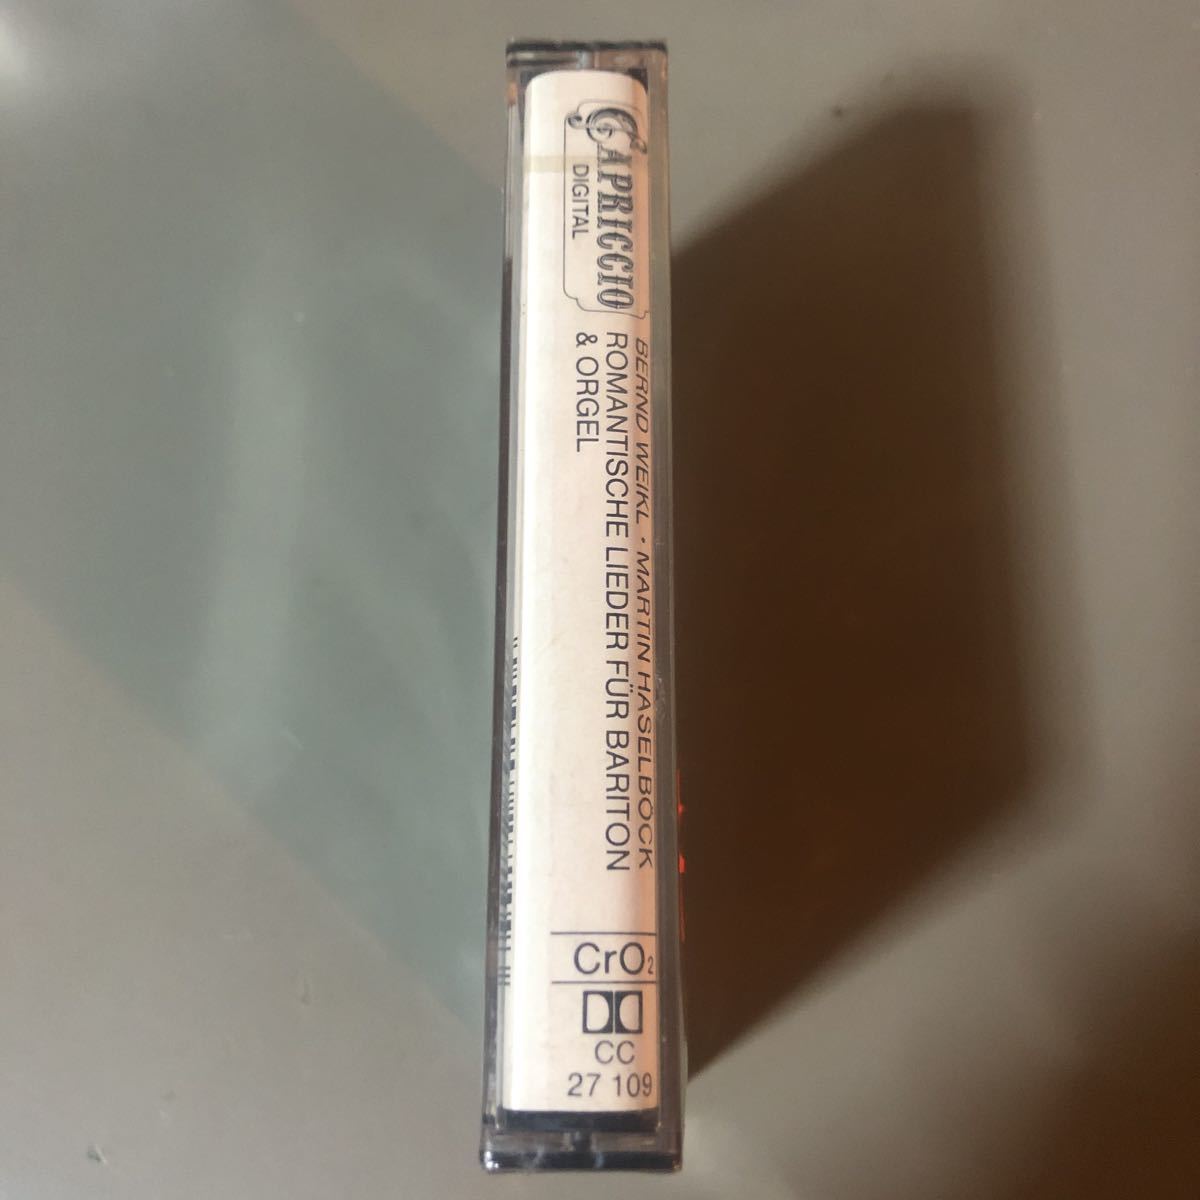 CAPRICCIO
DIGITAL
BERND WEIKL · MARTIN HASELBÖCK
ROMANTISCHE LIEDER FÜR BARITON
& ORGEL
CrO2
CC
27 109